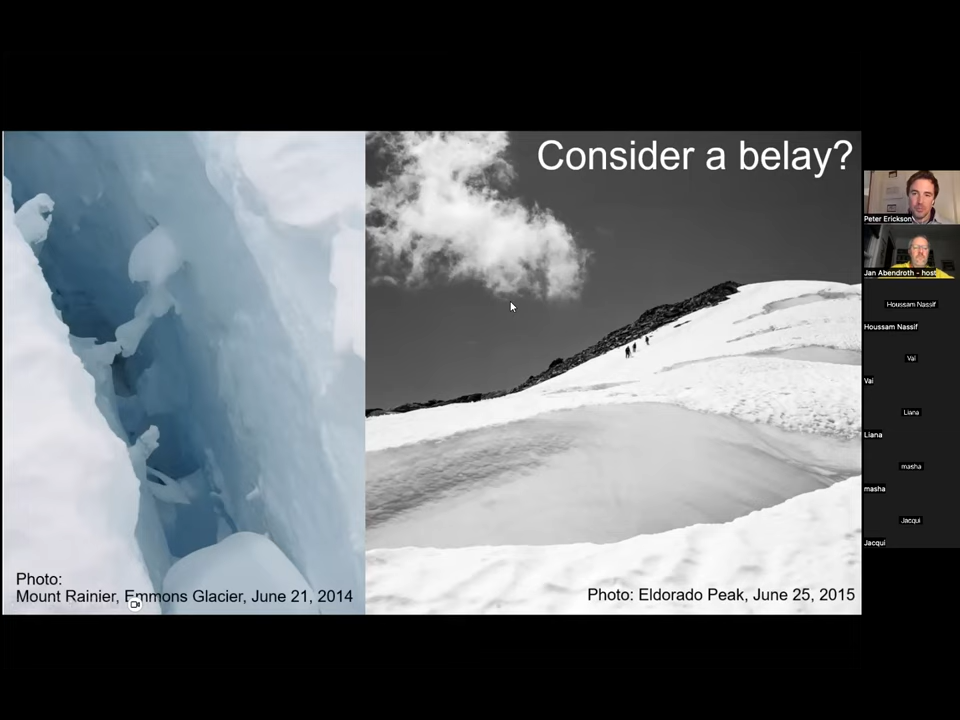 Consider a belay?
Photo:
Mount Rainier, Emmons Glacier, June 21, 2014
Photo: Eldorado Peak, June 25, 2015
Peter Erickson
Jan Abendroth - host
Houssam Nassif
Houssam Nassif
Vai
Vai
Liana
Liana
masha
masha
Jacqui
Jacqui